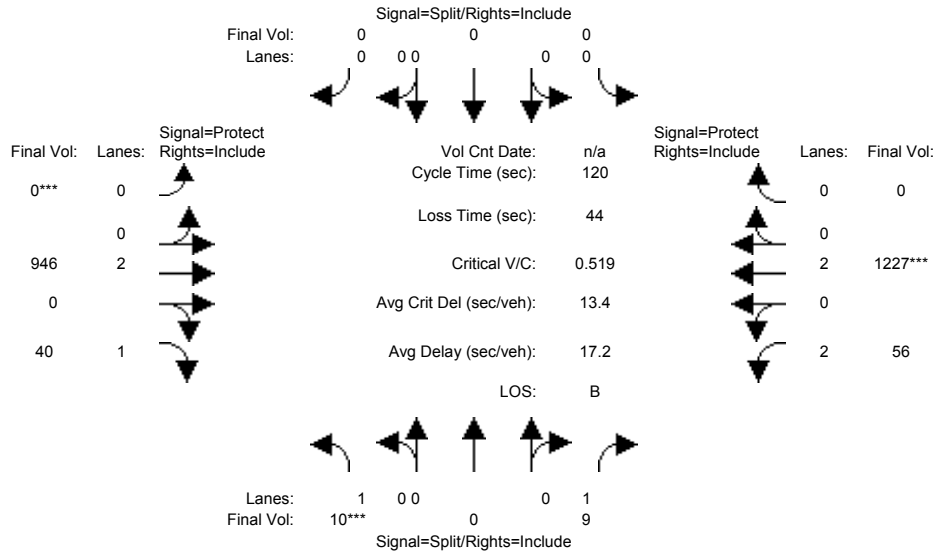 Signal=Split/Rights=Include
Final Vol: 0 0 0
Lanes: 0 0 0 0 0
Signal=Protect Signal=Protect
Final Vol: Lanes: Rights=Include Vol Cnt Date: n/a Rights=Include Lanes: Final Vol:
Cycle Time (sec): 120
0*** 0 0 0
Loss Time (sec): 44
0 0
946 2 Critical V/C: 0.519 2 1227***
0 Avg Crit Del (sec/veh): 13.4 0
40 1 Avg Delay (sec/veh): 17.2 2 56
LOS: B
Lanes: 1 0 0 0 1
Final Vol: 10*** 0 9
Signal=Split/Rights=Include